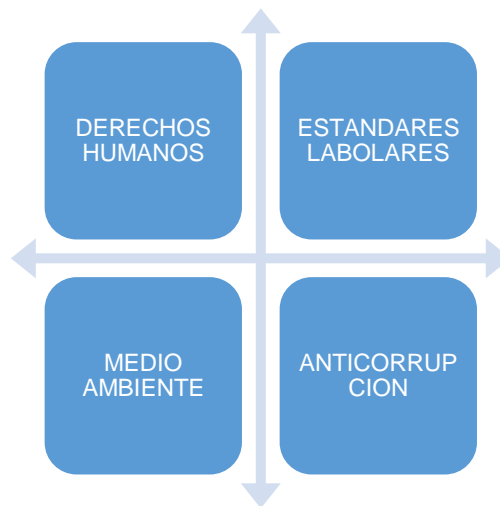 DERECHOS
HUMANOS
ESTANDARES
LABOLARES
MEDIO
AMBIENTE
ANTICORRUP
CION